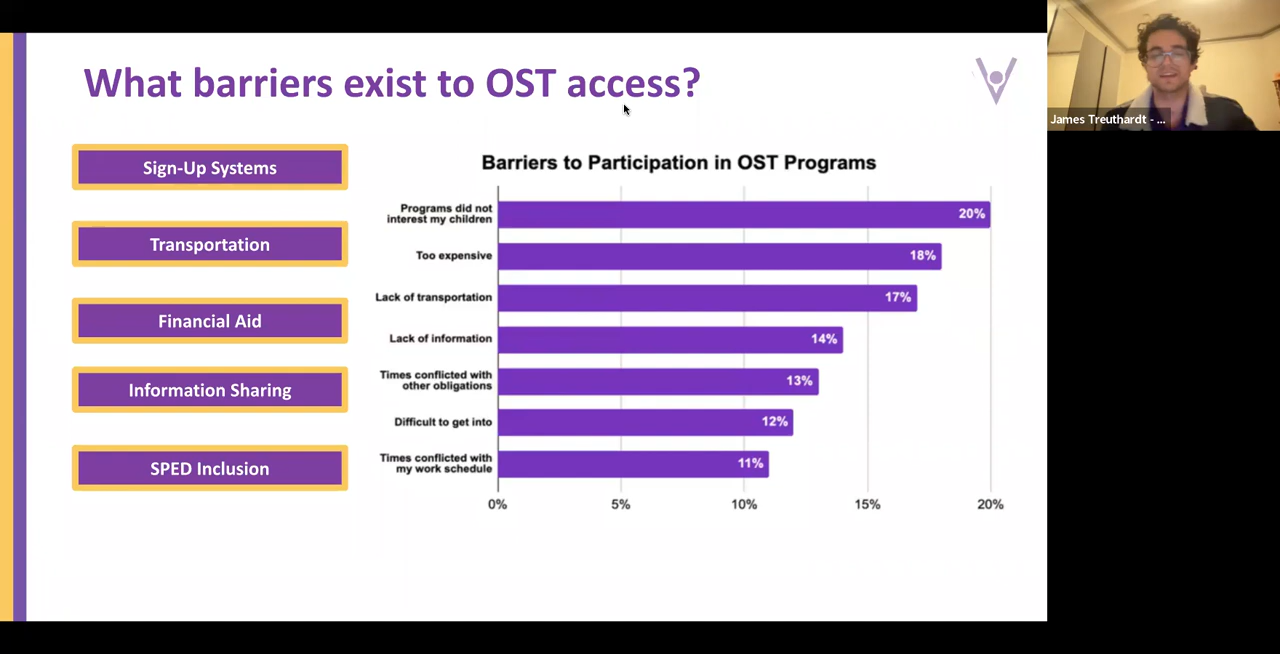 What barriers exist to OST access?
James Treuthardt - ...
Sign-Up Systems
Transportation
Financial Aid
Information Sharing
SPED Inclusion
Barriers to Participation in OST Programs
Programs did not
interest my children
20%
Too expensive
18%
Lack of transportation
17%
Lack of information
14%
Times conflicted with
other obligations
13%
Difficult to get into
12%
Times conflicted with
my work schedule
11%
0% 5% 10% 15% 20%